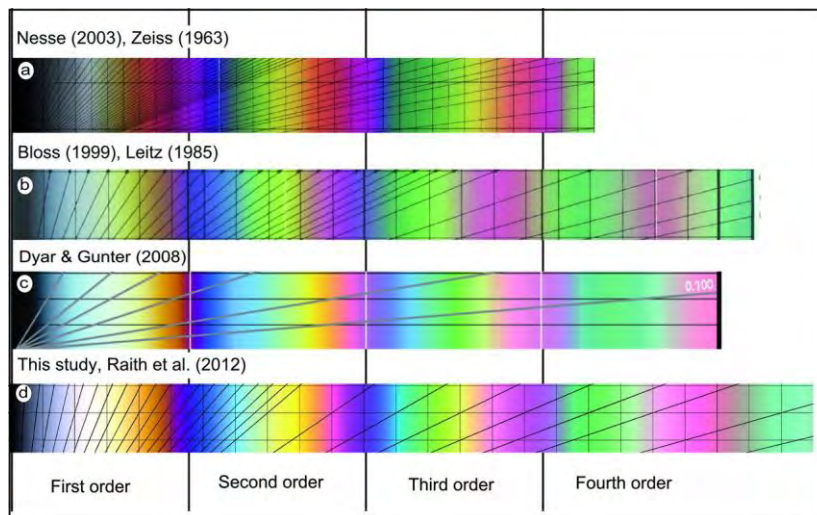 Nesse (2003), Zeiss (1963)
a
Bloss (1999), Leitz (1985)
b
Dyar & Gunter (2008)
c
0.100
This study, Raith et al. (2012)
d
First order
Second order
Third order
Fourth order